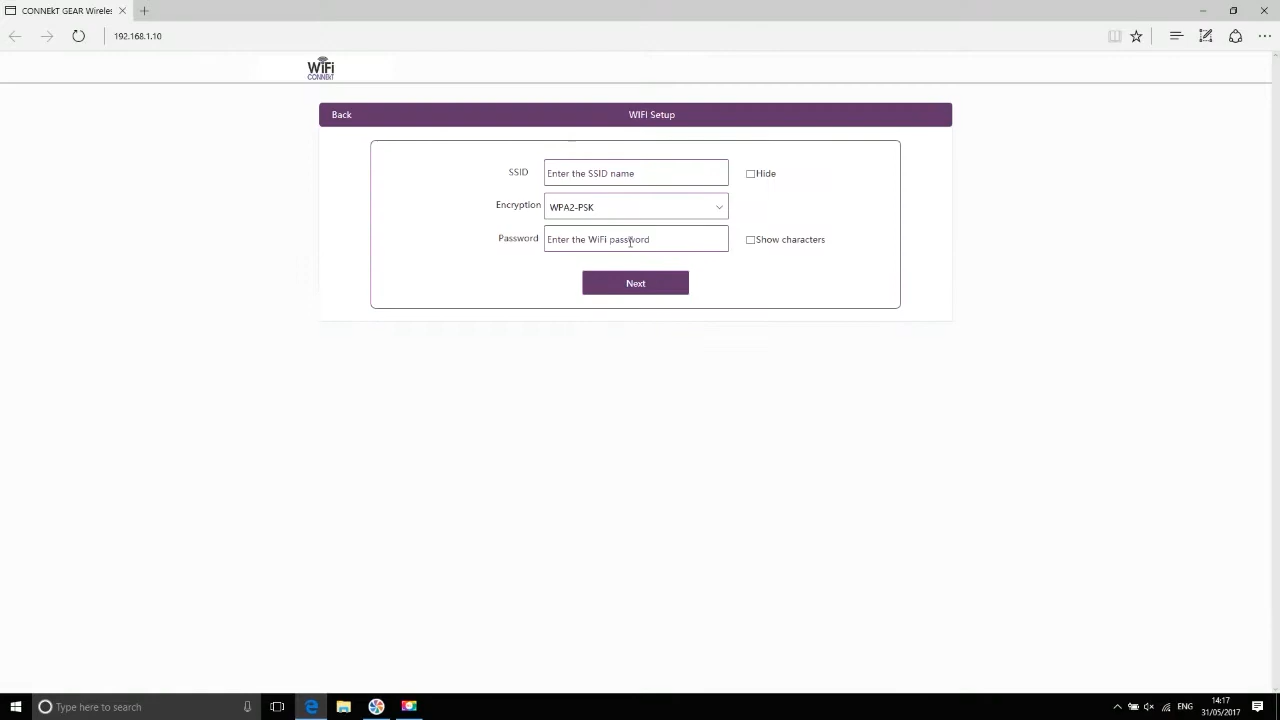 CONNEkT GEAR Wireles
192.168.1.10
WiFi
CONNEkT
Back
WIFI Setup
SSID
Enter the SSID name
Hide
Encryption
WPA2-PSK
Password
Enter the WiFi password
Show characters
Next
Type here to search
ENG
14:17
31/05/2017